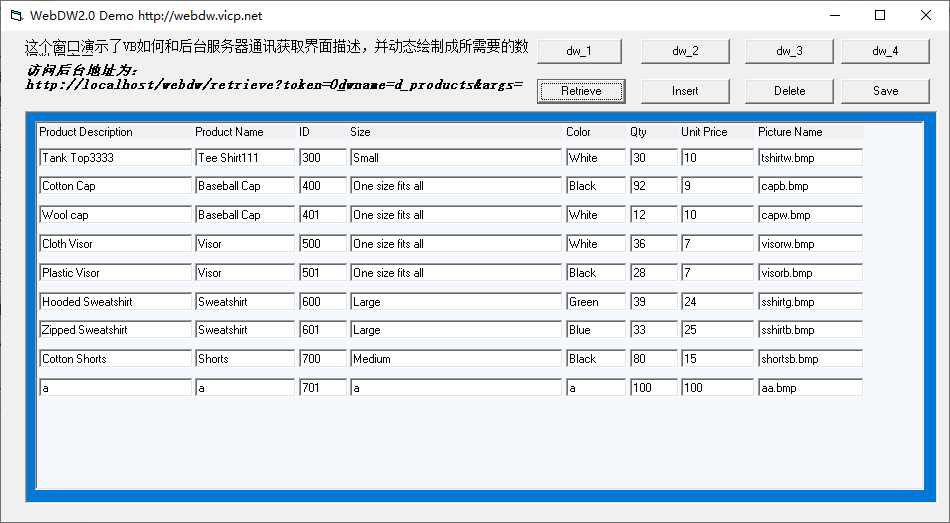 WebDW2.0 Demo http://webdw.vicp.net
这个窗口演示了VB如何和后台服务器通讯获取界面描述，并动态绘制成所需要的数
访问后台地址为:
http://localhost/webdw/retrieve?token=0dwname=d_products&args=
dw_1 dw_2 dw_3 dw_4
Retrieve Insert Delete Save
Product Description Product Name ID Size Color Qty Unit Price Picture Name
Tank Top3333 Tee Shirt111 300 Small White 30 10 tshirtw.bmp
Cotton Cap Baseball Cap 400 One size fits all Black 92 9 capb.bmp
Wool cap Baseball Cap 401 One size fits all White 12 10 capw.bmp
Cloth Visor Visor 500 One size fits all White 36 7 visorw.bmp
Plastic Visor Visor 501 One size fits all Black 28 7 visorb.bmp
Hooded Sweatshirt Sweatshirt 600 Large Green 39 24 sshirtg.bmp
Zipped Sweatshirt Sweatshirt 601 Large Blue 33 25 sshirtb.bmp
Cotton Shorts Shorts 700 Medium Black 80 15 shortsb.bmp
a a 701 a a 100 100 aa.bmp